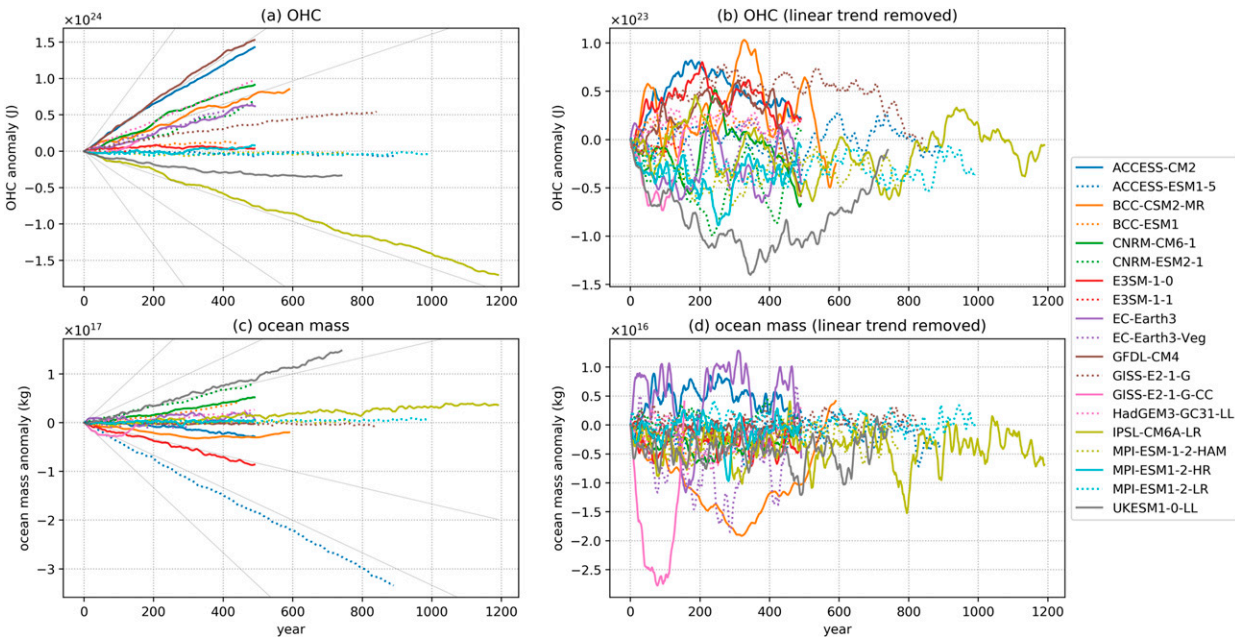 (a) OHC
×10²⁴
1.5
1.0
0.5
0.0
−0.5
−1.0
−1.5
OHC anomaly (J)
0 200 400 600 800 1000 1200
(b) OHC (linear trend removed)
×10²³
1.0
0.5
0.0
−0.5
−1.0
−1.5
OHC anomaly (J)
0 200 400 600 800 1000 1200
(c) ocean mass
×10¹⁷
1
0
−1
−2
−3
ocean mass anomaly (kg)
0 200 400 600 800 1000 1200
year
(d) ocean mass (linear trend removed)
×10¹⁶
1.0
0.5
0.0
−0.5
−1.0
−1.5
−2.0
−2.5
ocean mass anomaly (kg)
0 200 400 600 800 1000 1200
year
ACCESS-CM2
ACCESS-ESM1-5
BCC-CSM2-MR
BCC-ESM1
CNRM-CM6-1
CNRM-ESM2-1
E3SM-1-0
E3SM-1-1
EC-Earth3
EC-Earth3-Veg
GFDL-CM4
GISS-E2-1-G
GISS-E2-1-G-CC
HadGEM3-GC31-LL
IPSL-CM6A-LR
MPI-ESM-1-2-HAM
MPI-ESM1-2-HR
MPI-ESM1-2-LR
UKESM1-0-LL